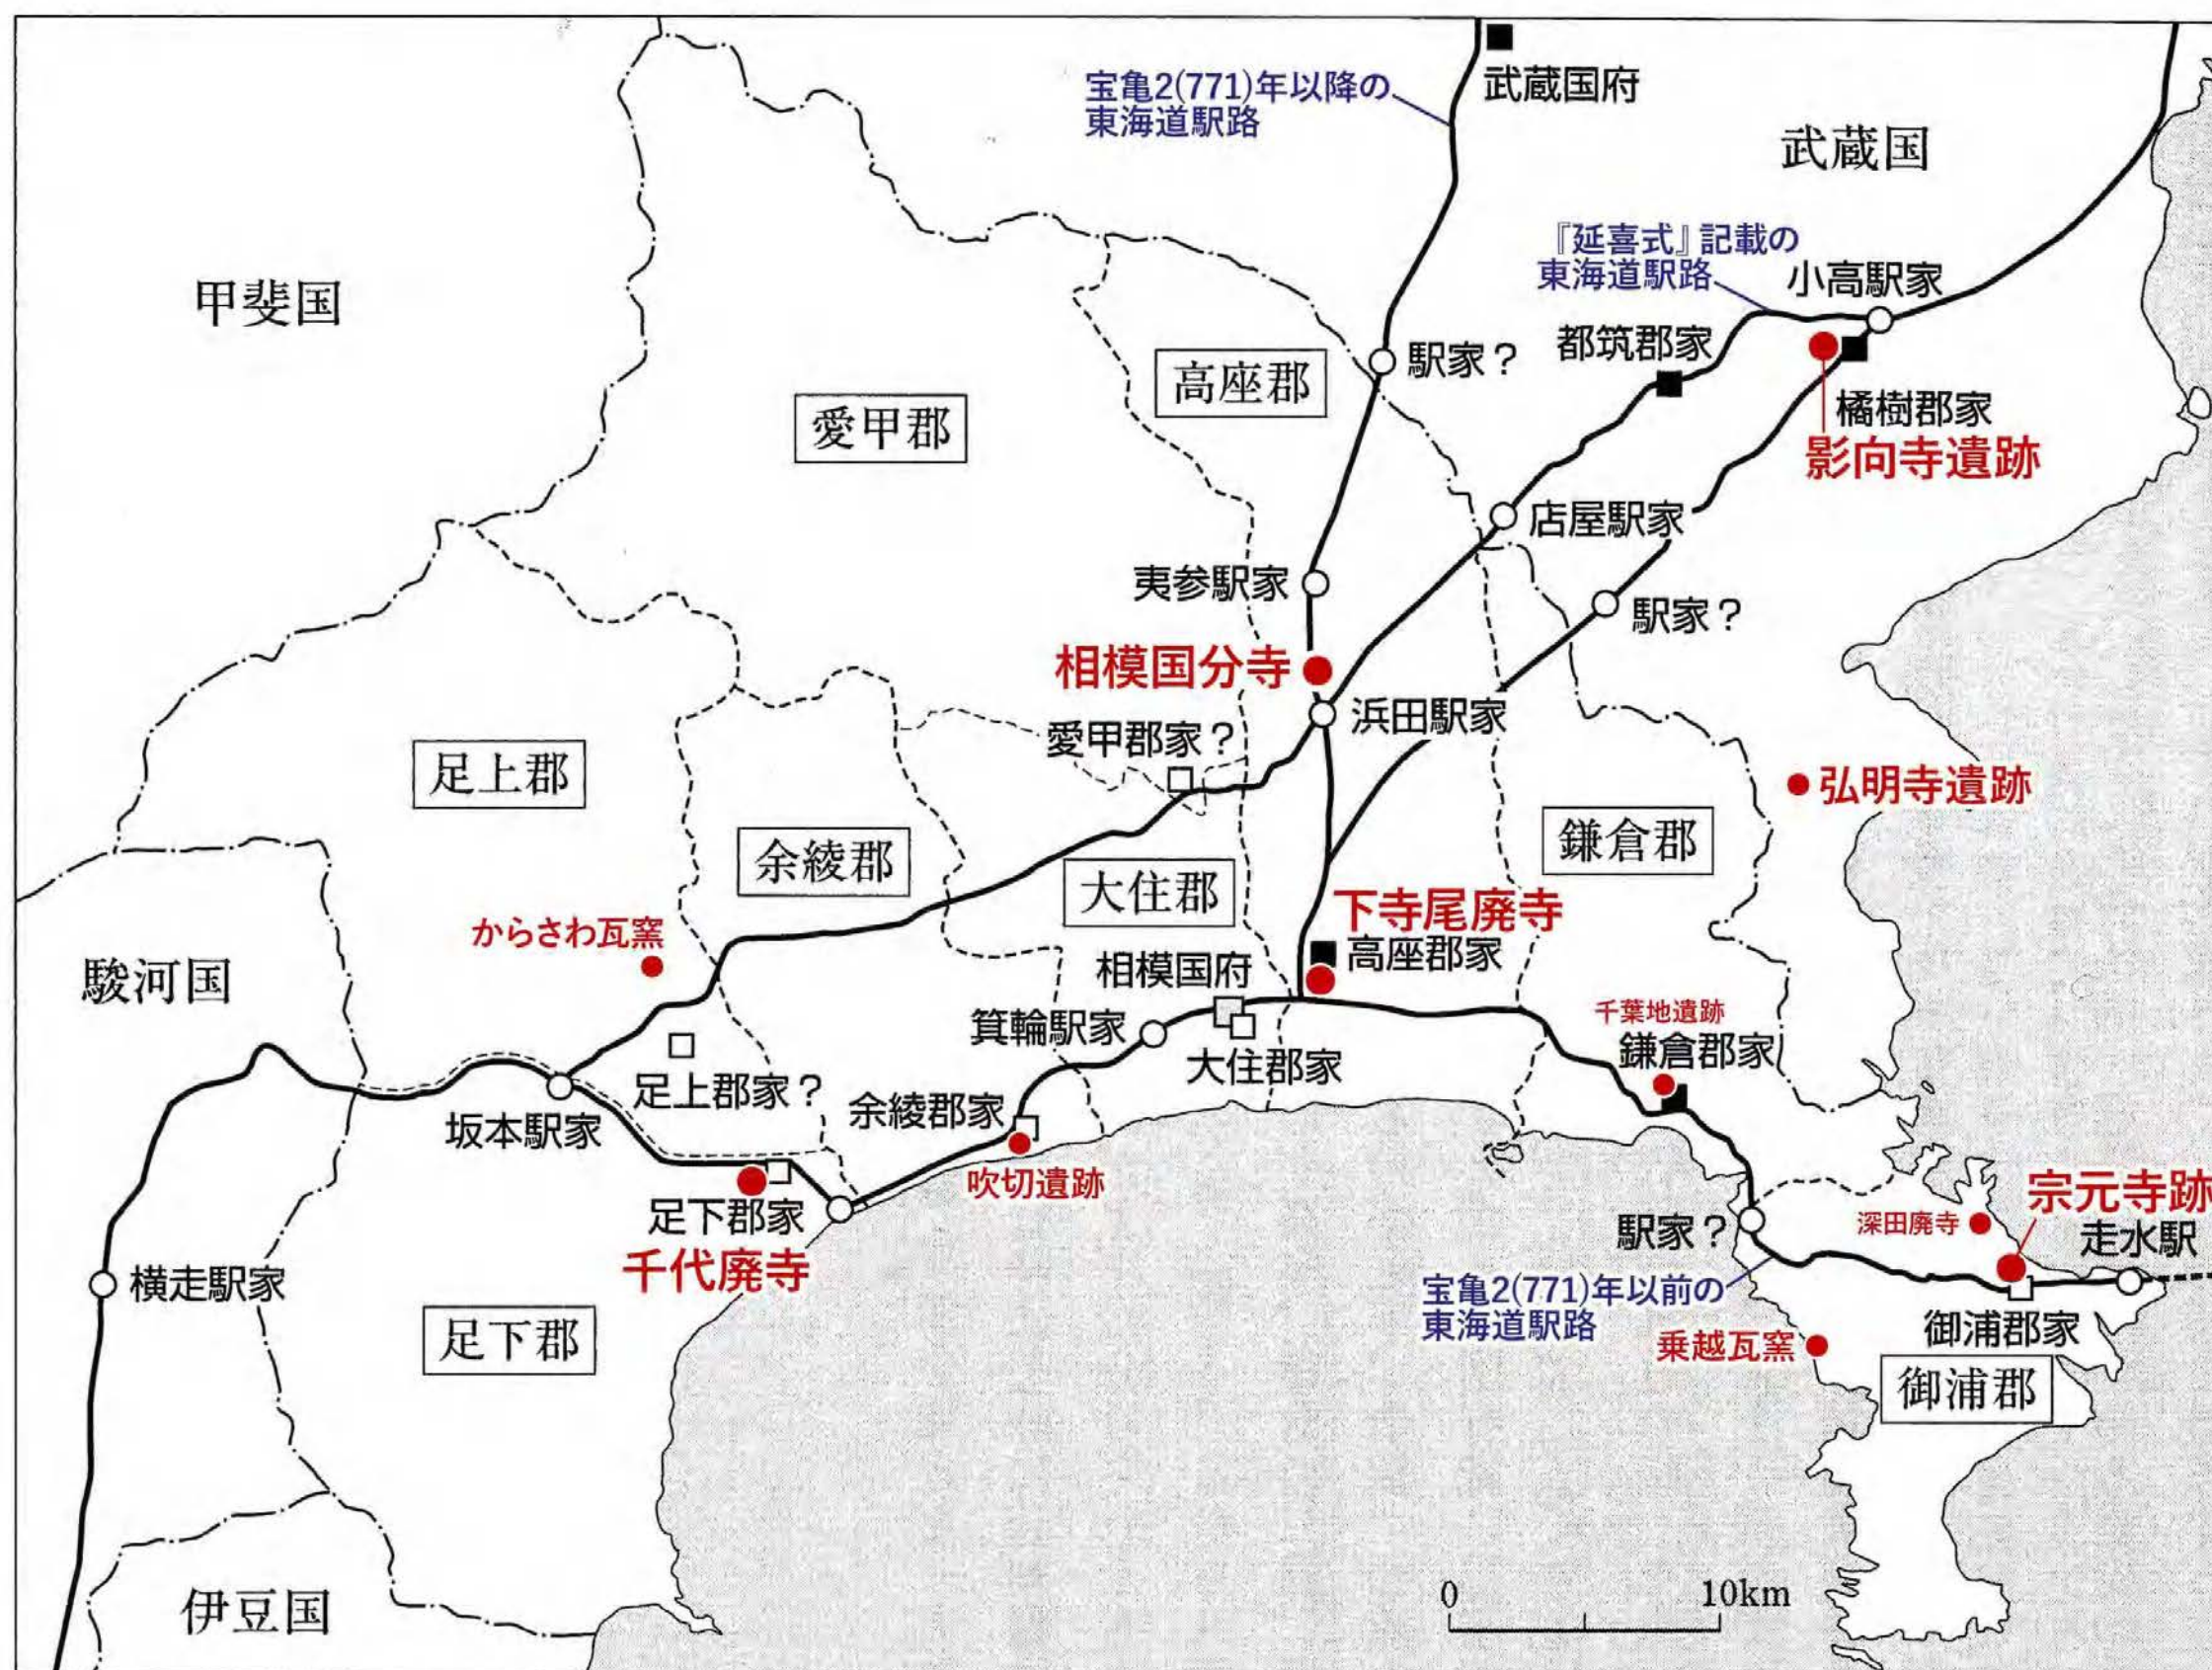 武蔵国府
宝亀2(771)年以降の
東海道駅路
武蔵国
『延喜式』記載の
東海道駅路
小高駅家
甲斐国
都筑郡家
駅家？
高座郡
橘樹郡家
愛甲郡
影向寺遺跡
店屋駅家
夷参駅家
駅家？
相模国分寺
浜田駅家
愛甲郡家？
足上郡
弘明寺遺跡
鎌倉郡
余綾郡
大住郡
下寺尾廃寺
からさわ瓦窯
高座郡家
相模国府
駿河国
千葉地遺跡
箕輪駅家
鎌倉郡家
大住郡家
足上郡家？
余綾郡家
坂本駅家
吹切遺跡
宗元寺跡
足下郡家
深田廃寺
走水駅
駅家？
千代廃寺
横走駅家
宝亀2(771)年以前の
東海道駅路
御浦郡家
足下郡
乗越瓦窯
御浦郡
伊豆国
0
10km